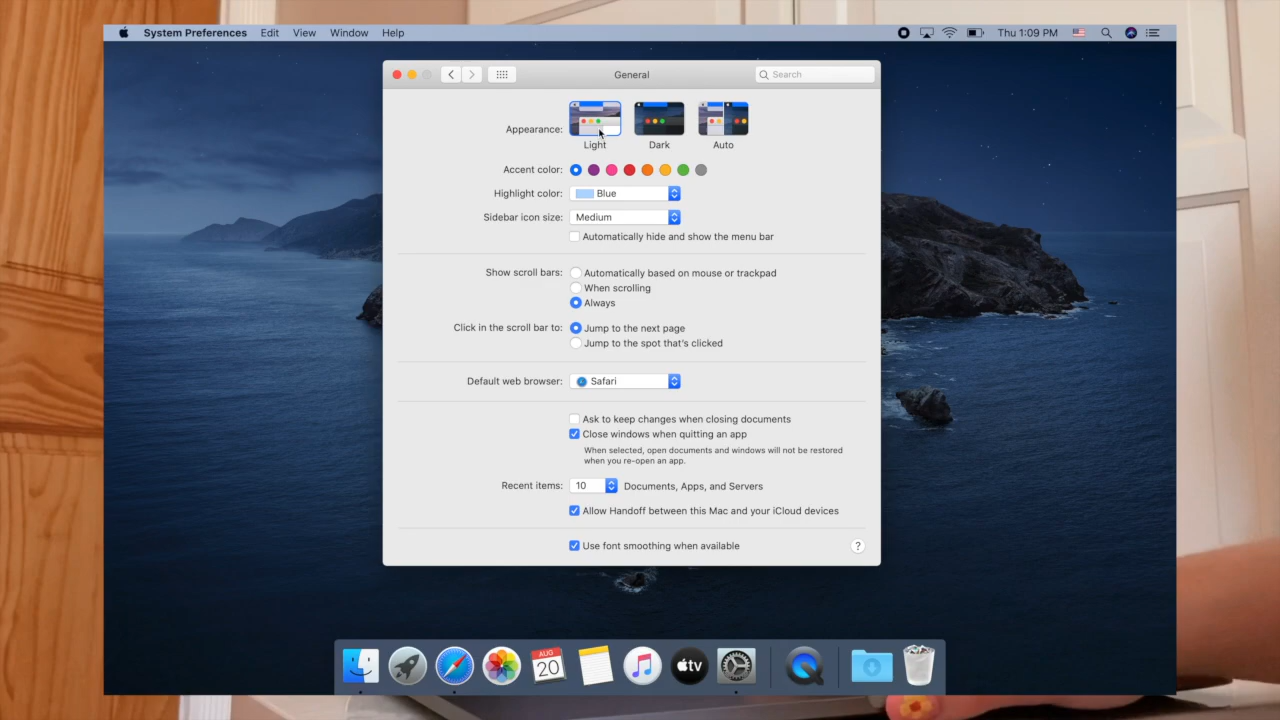 System Preferences Edit View Window Help Thu 1:09 PM
General Search
Appearance:
Light Dark Auto
Accent color:
Highlight color: Blue
Sidebar icon size: Medium
Automatically hide and show the menu bar
Show scroll bars: Automatically based on mouse or trackpad
When scrolling
Always
Click in the scroll bar to: Jump to the next page
Jump to the spot that's clicked
Default web browser: Safari
Ask to keep changes when closing documents
Close windows when quitting an app
When selected, open documents and windows will not be restored
when you re-open an app.
Recent items: 10 Documents, Apps, and Servers
Allow Handoff between this Mac and your iCloud devices
Use font smoothing when available ?
AUG
20
tv